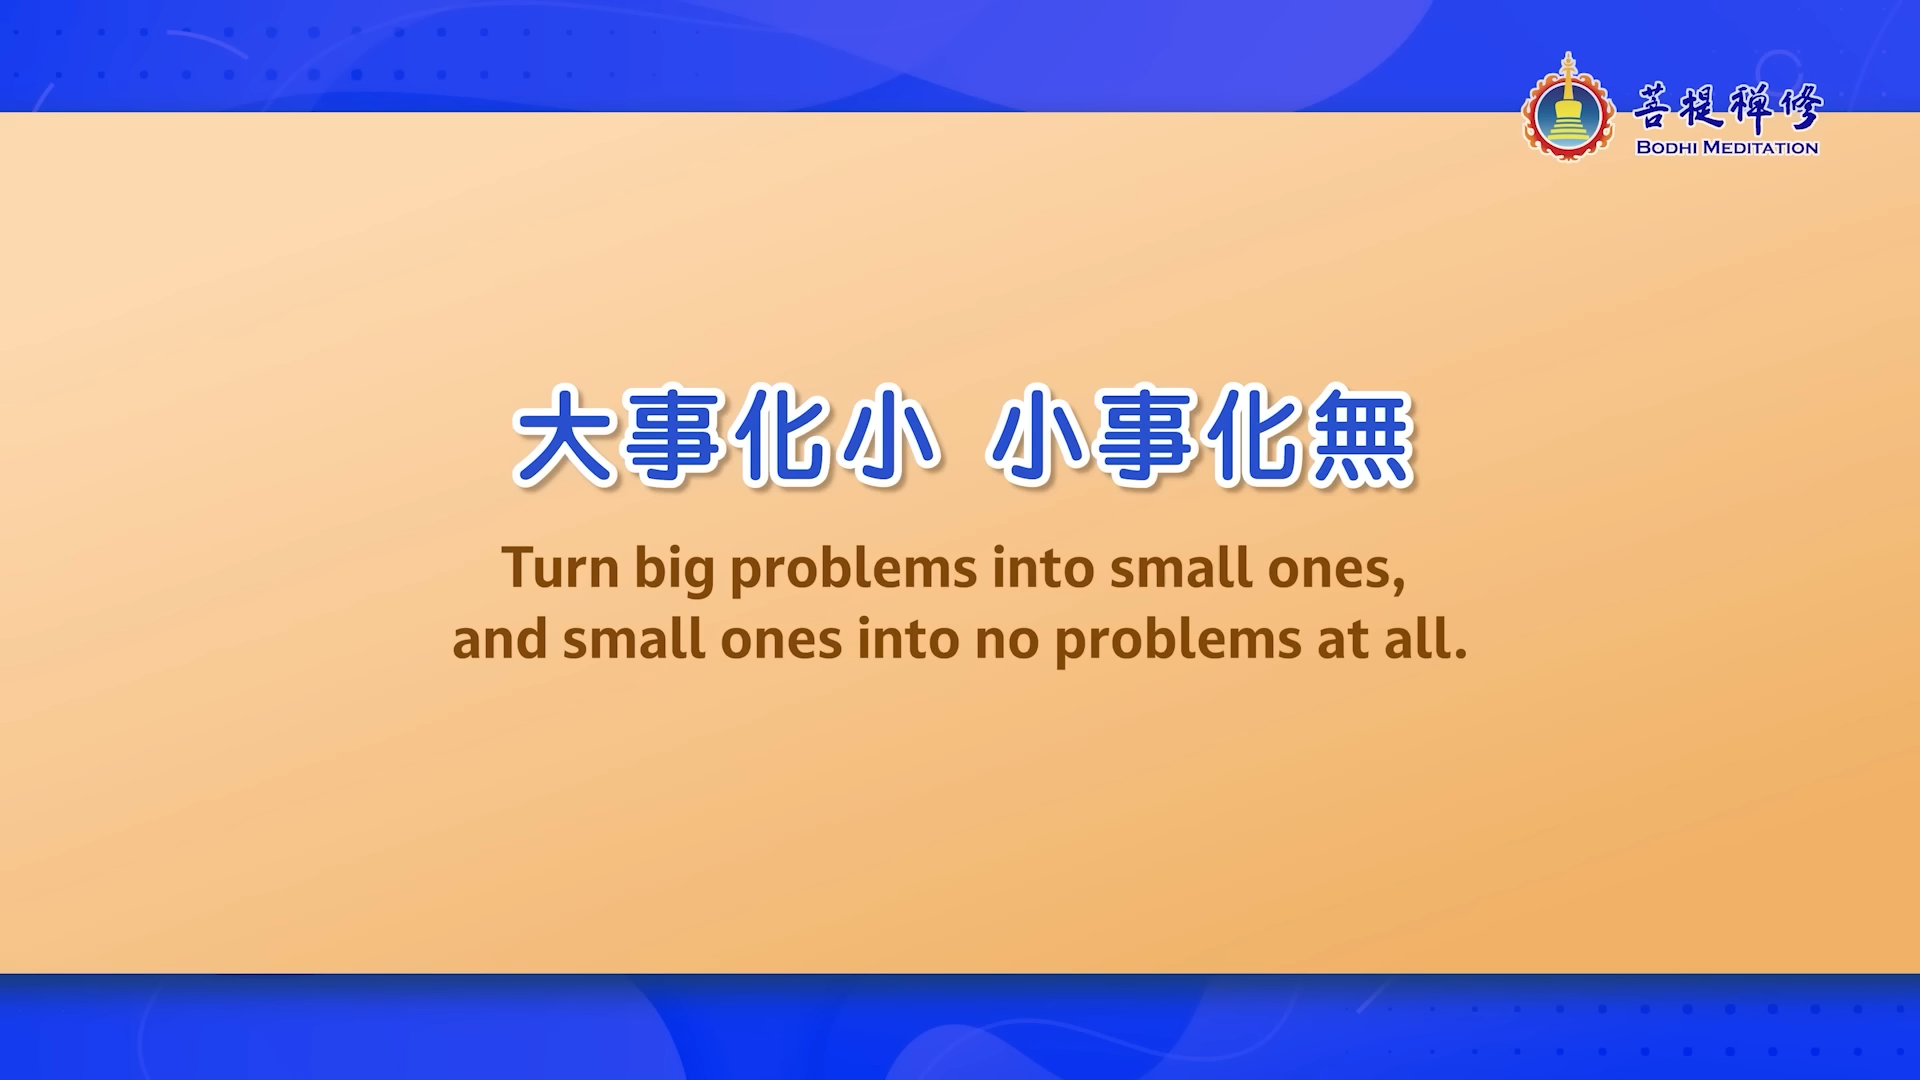 菩提禪修
BODHI MEDITATION
大事化小 小事化無
Turn big problems into small ones,
and small ones into no problems at all.